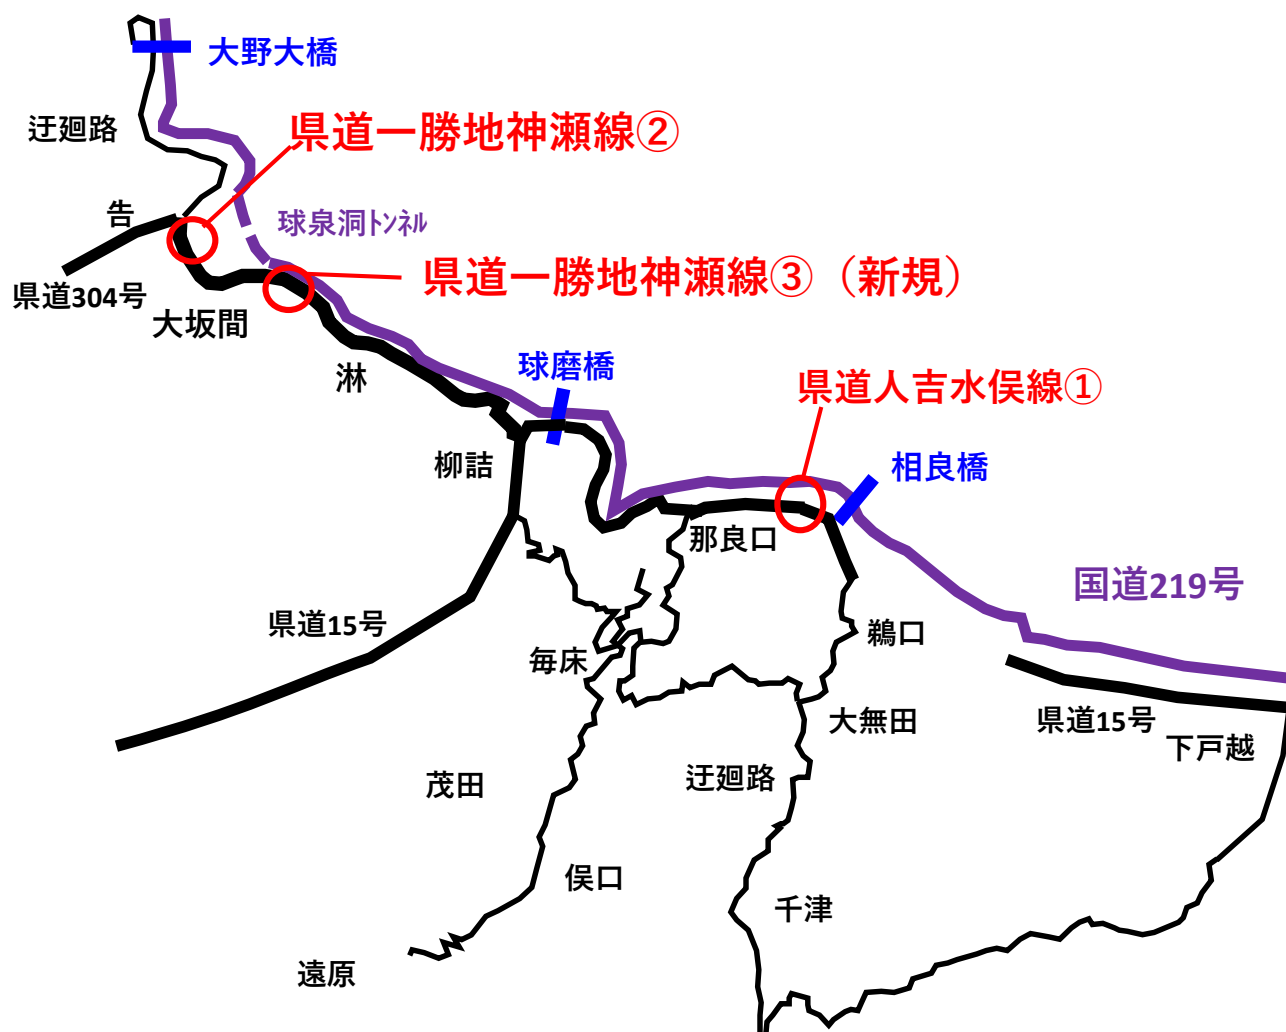 大野大橋
迂廻路
県道一勝地神瀬線②
告
球泉洞ﾄﾝﾈﾙ
県道304号
県道一勝地神瀬線③（新規）
大坂間
淋
球磨橋
県道人吉水俣線①
柳詰
相良橋
那良口
国道219号
県道15号
毎床
鵜口
大無田
県道15号
下戸越
茂田
迂廻路
俣口
千津
遠原